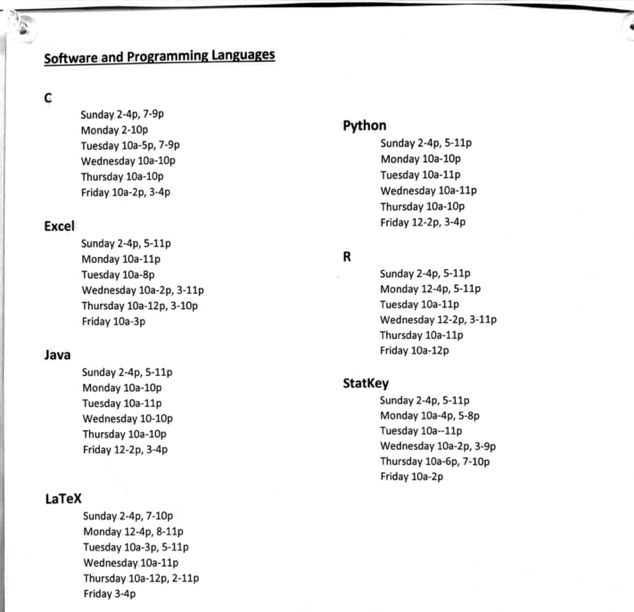 Software and Programming Languages
C
Sunday 2-4p, 7-9p
Monday 2-10p
Tuesday 10a-5p, 7-9p
Wednesday 10a-10p
Thursday 10a-10p
Friday 10a-2p, 3-4p
Excel
Sunday 2-4p, 5-11p
Monday 10a-11p
Tuesday 10a-8p
Wednesday 10a-2p, 3-11p
Thursday 10a-12p, 3-10p
Friday 10a-3p
Java
Sunday 2-4p, 5-11p
Monday 10a-10p
Tuesday 10a-11p
Wednesday 10-10p
Thursday 10a-10p
Friday 12-2p, 3-4p
LaTeX
Sunday 2-4p, 7-10p
Monday 12-4p, 8-11p
Tuesday 10a-3p, 5-11p
Wednesday 10a-11p
Thursday 10a-12p, 2-11p
Friday 3-4p
Python
Sunday 2-4p, 5-11p
Monday 10a-10p
Tuesday 10a-11p
Wednesday 10a-11p
Thursday 10a-10p
Friday 12-2p, 3-4p
R
Sunday 2-4p, 5-11p
Monday 12-4p, 5-11p
Tuesday 10a-11p
Wednesday 12-2p, 3-11p
Thursday 10a-11p
Friday 10a-12p
StatKey
Sunday 2-4p, 5-11p
Monday 10a-4p, 5-8p
Tuesday 10a--11p
Wednesday 10a-2p, 3-9p
Thursday 10a-6p, 7-10p
Friday 10a-2p